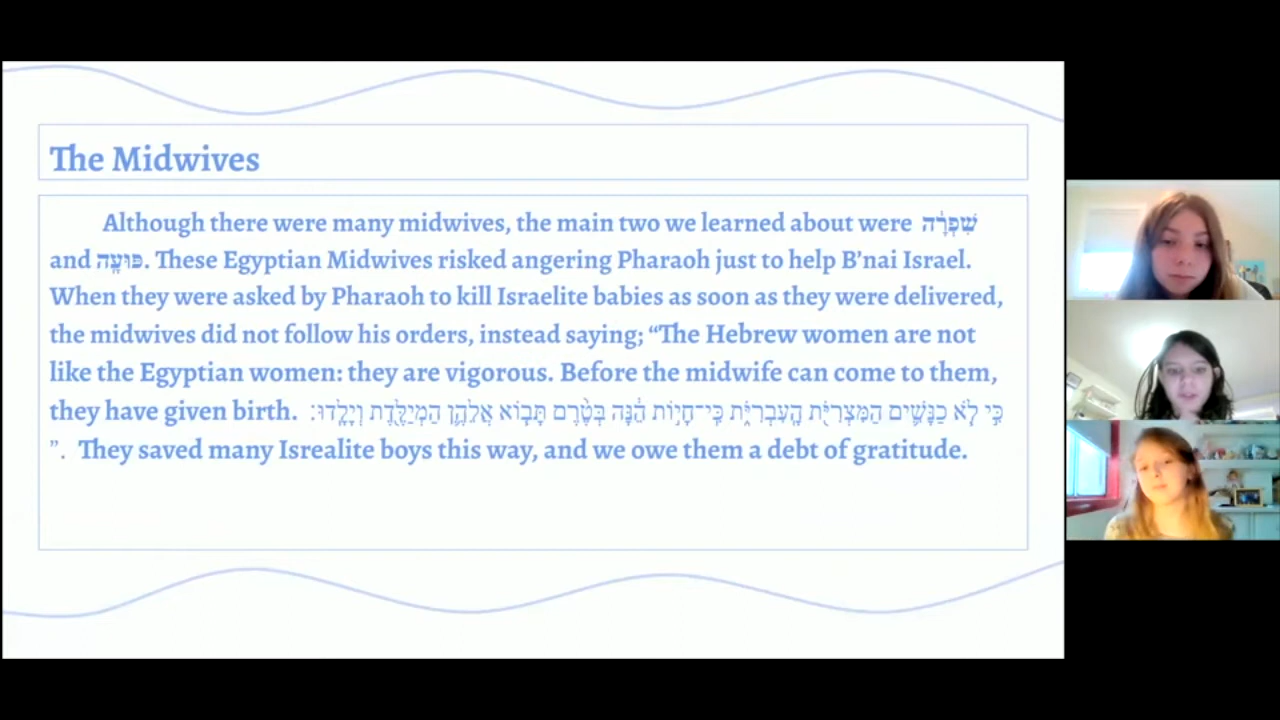 The Midwives
Although there were many midwives, the main two we learned about were שִׁפְרָ֔ה
and פּוּעָֽה. These Egyptian Midwives risked angering Pharaoh just to help B’nai Israel.
When they were asked by Pharaoh to kill Israelite babies as soon as they were delivered,
the midwives did not follow his orders, instead saying; “The Hebrew women are not
like the Egyptian women: they are vigorous. Before the midwife can come to them,
they have given birth. כִּ֣י לֹ֧א כַנָּשִׁ֛ים הַמִּצְרִיֹּ֖ת הָֽעִבְרִיֹּ֑ת כִּֽי־חָי֣וֹת הֵ֔נָּה בְּטֶ֨רֶם תָּב֧וֹא אֲלֵהֶ֛ן הַמְיַלֶּ֖דֶת וְיָלָֽדוּ׃
”. They saved many Isrealite boys this way, and we owe them a debt of gratitude.